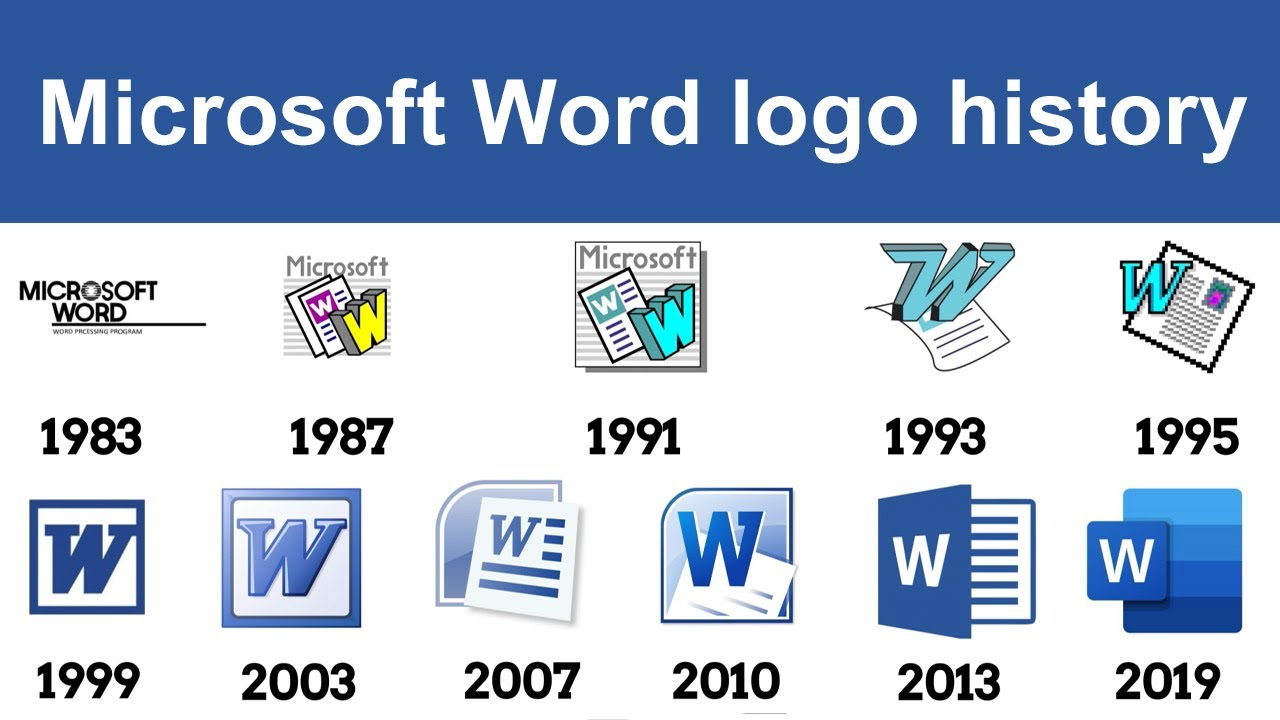 Microsoft Word logo history
MICROSOFT
WORD
WORD PRCESSING PROGRAM
Microsoft
W
W
Microsoft
W
W
W
W
1983
1987
1991
1993
1995
W
W
W
W
W
W
1999
2003
2007
2010
2013
2019